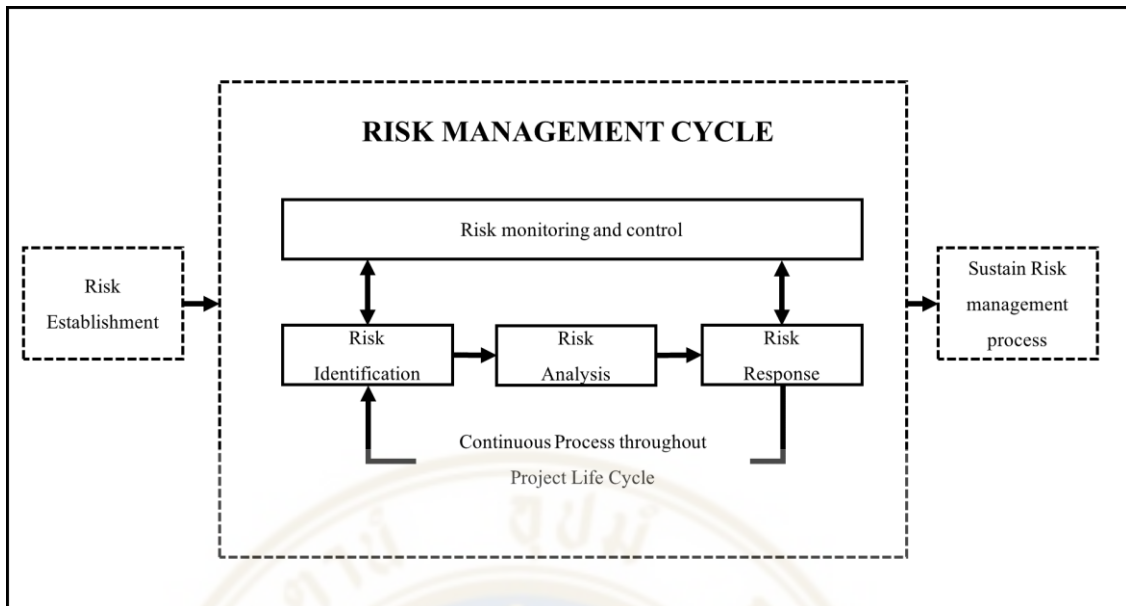 RISK MANAGEMENT CYCLE
Risk monitoring and control
Risk
Establishment
Risk
Identification
Risk
Analysis
Risk
Response
Sustain Risk
management
process
Continuous Process throughout
Project Life Cycle